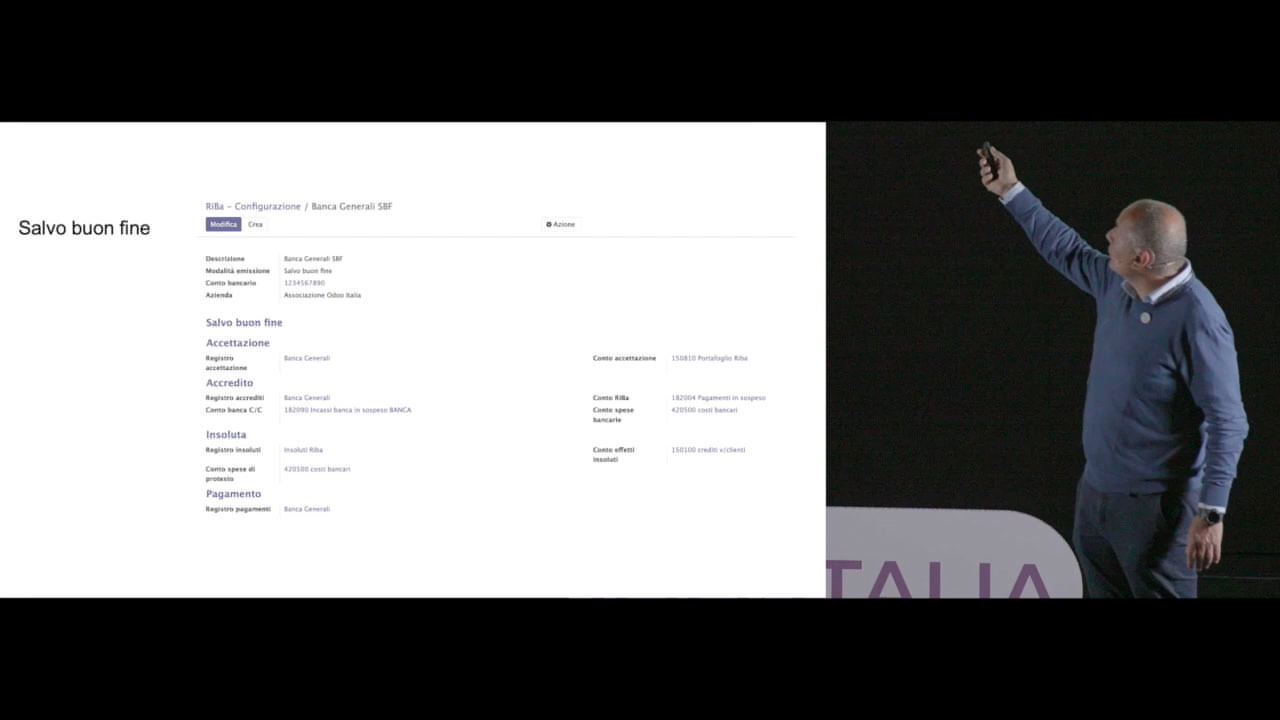 Salvo buon fine
RiBa - Configurazione / Banca Generali SBF
Modifica Crea Azione
Descrizione Banca Generali SBF
Modalità emissione Salvo buon fine
Conto bancario 1234567890
Azienda Associazione Odoo Italia
Salvo buon fine
Accettazione
Registro accettazione Banca Generali
Conto accettazione 150810 Portafoglio Riba
Accredito
Registro accrediti Banca Generali
Conto RiBa 182004 Pagamenti in sospeso
Conto banca C/C 182090 Incassi banca in sospeso BANCA
Conto spese bancarie 420500 costi bancari
Insoluta
Registro insoluti Insoluti Riba
Conto effetti insoluti 150100 crediti v/clienti
Conto spese di protesto 420500 costi bancari
Pagamento
Registro pagamenti Banca Generali
TALIA